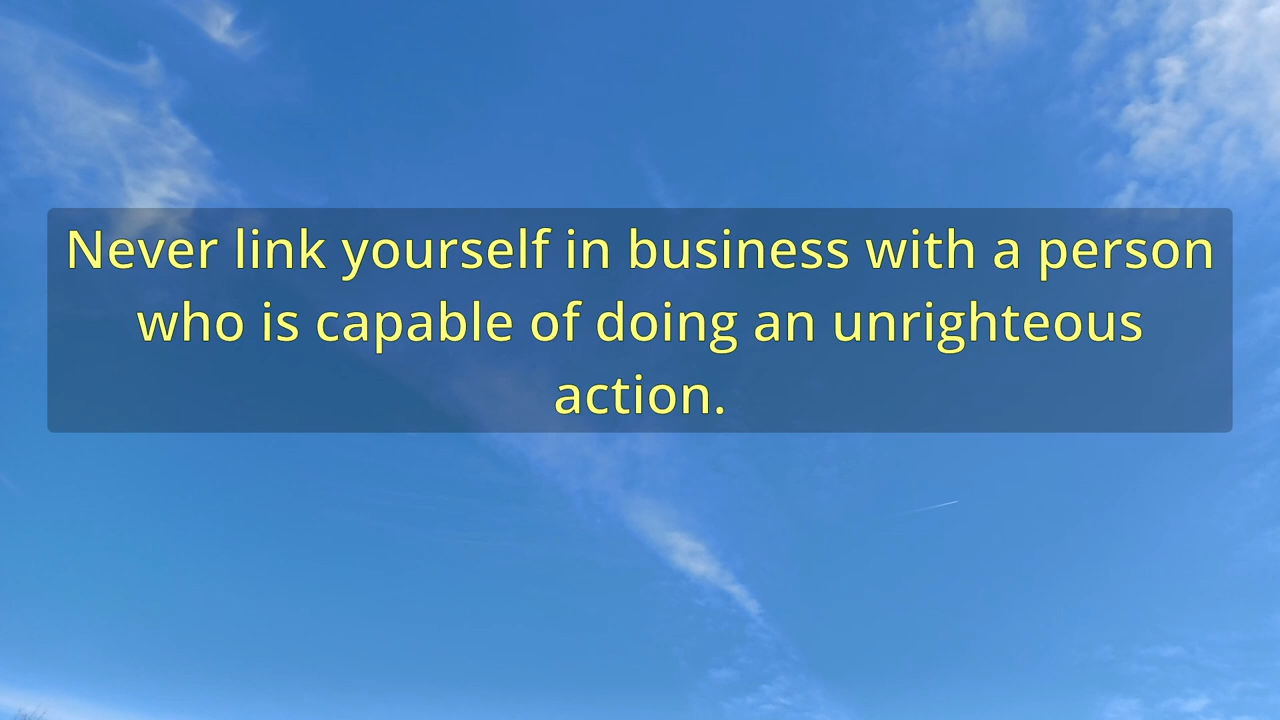 Never link yourself in business with a person
who is capable of doing an unrighteous
action.